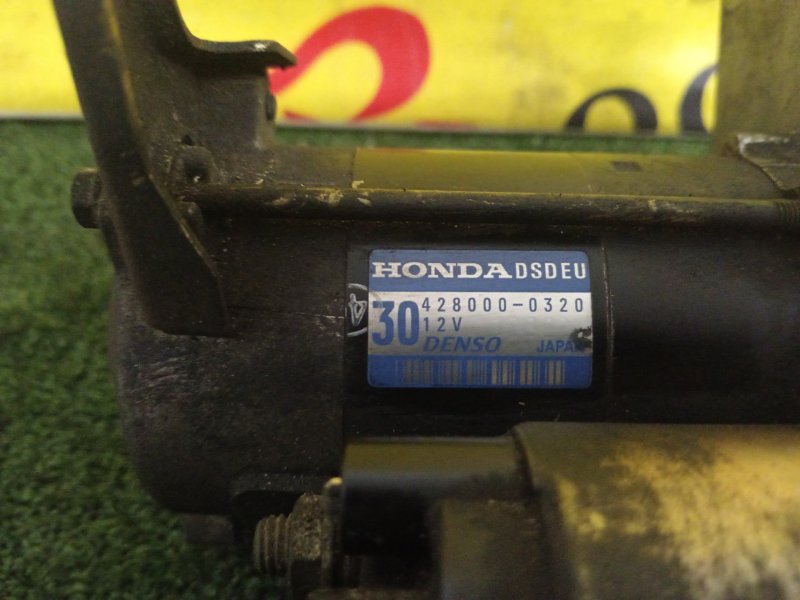 HONDA DSDEU
30 428000-0320
12V
DENSO JAPAN